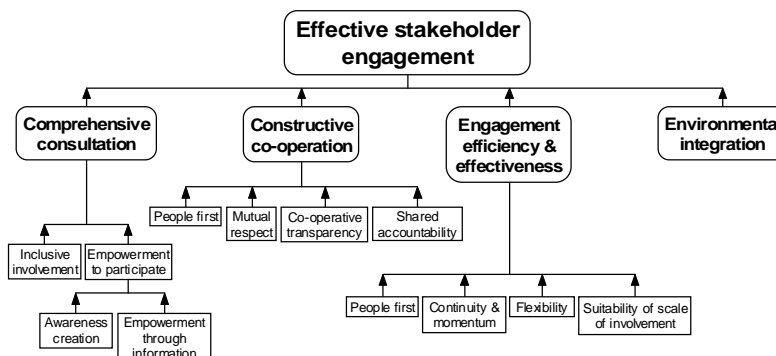 Effective stakeholder
engagement
Comprehensive
consultation
Constructive
co-operation
Engagement
efficiency &
effectiveness
Environmenta
integration
People first
Mutual
respect
Co-operative
transparency
Shared
accountability
Inclusive
involvement
Empowerment
to participate
People first
Continuity &
momentum
Flexibility
Suitability of scale
of involvement
Awareness
creation
Empowerment
through
information